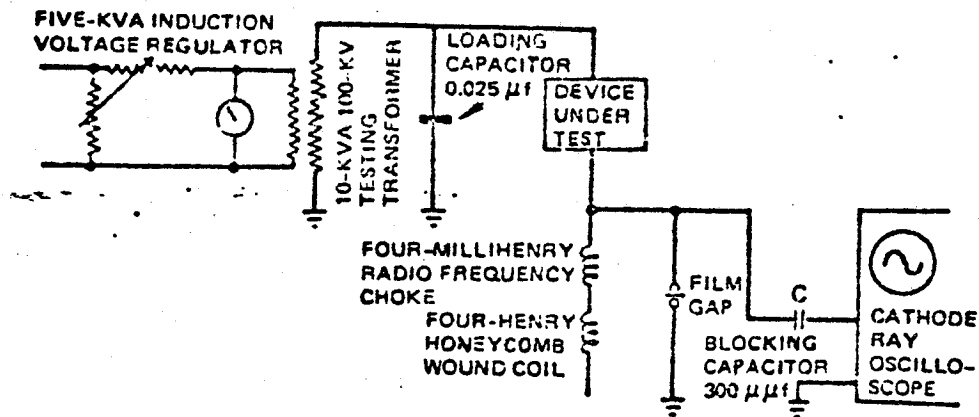 FIVE-KVA INDUCTION
VOLTAGE REGULATOR
10-KVA 100-KV
TESTING
TRANSFORMER
LOADING
CAPACITOR
0.025 μf
DEVICE
UNDER
TEST
FOUR-MILLIHENRY
RADIO FREQUENCY
CHOKE
FOUR-HENRY
HONEYCOMB
WOUND COIL
FILM
GAP
C
BLOCKING
CAPACITOR
300 μμf
CATHODE
RAY
OSCILLO-
SCOPE